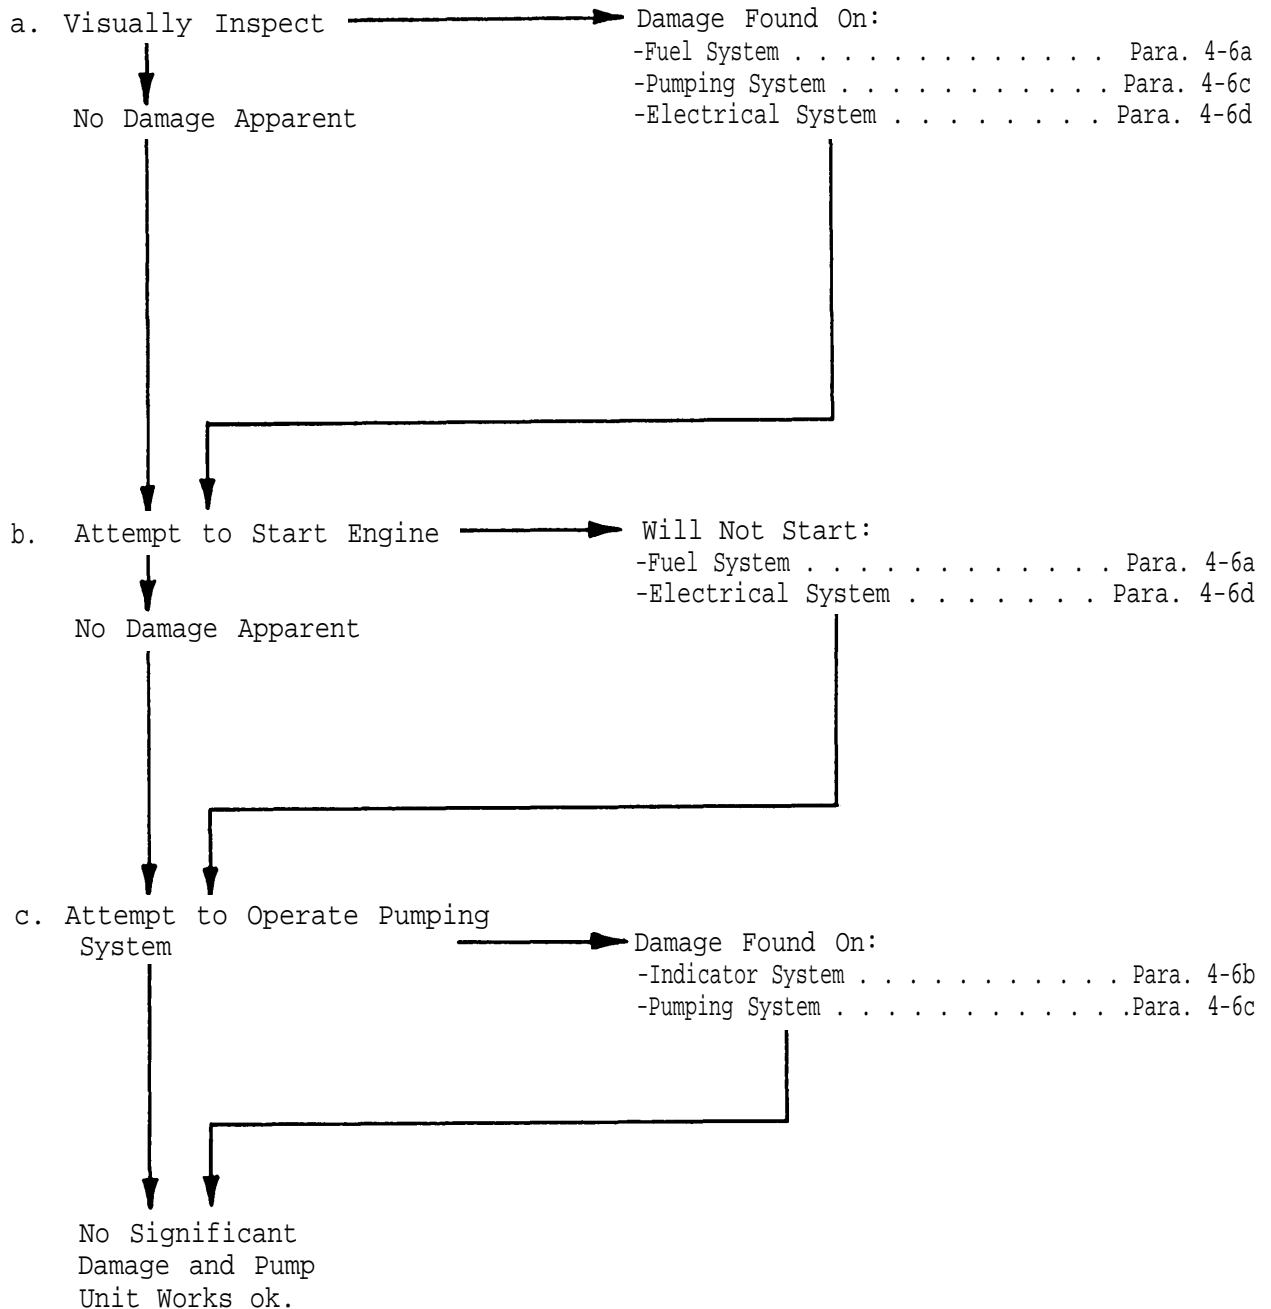 a. Visually Inspect
Damage Found On:
-Fuel System . . . . . . . . . . . . . Para. 4-6a
-Pumping System . . . . . . . . . . . Para. 4-6c
-Electrical System . . . . . . . . Para. 4-6d
No Damage Apparent
b. Attempt to Start Engine
Will Not Start:
-Fuel System . . . . . . . . . . . . . Para. 4-6a
-Electrical System . . . . . . . Para. 4-6d
No Damage Apparent
c. Attempt to Operate Pumping
System
Damage Found On:
-Indicator System . . . . . . . . . . . Para. 4-6b
-Pumping System . . . . . . . . . . . . .Para. 4-6c
No Significant
Damage and Pump
Unit Works ok.